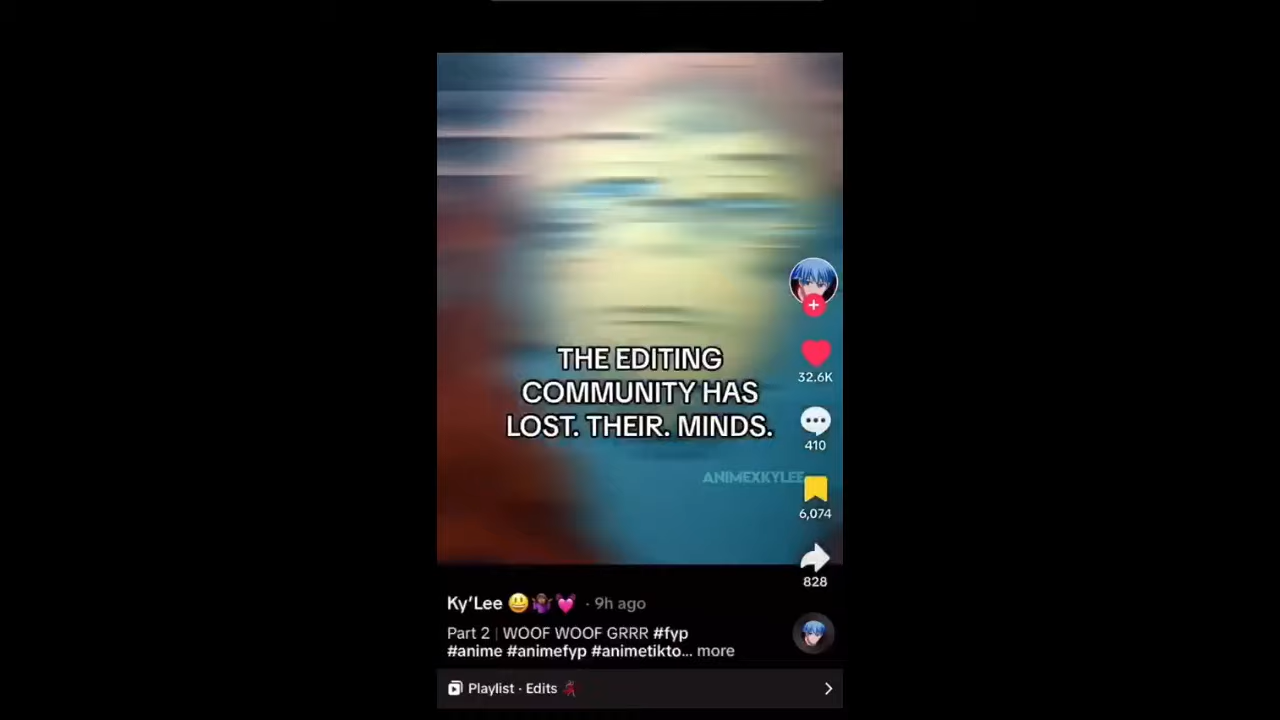 THE EDITING
COMMUNITY HAS
LOST. THEIR. MINDS.
ANIMEXKYLEE
32.6K
410
6,074
828
Ky'Lee 😃🤷🏾‍♀️💓 · 9h ago
Part 2 | WOOF WOOF GRRR #fyp
#anime #animefyp #animetikto... more
Playlist · Edits 💃🏾